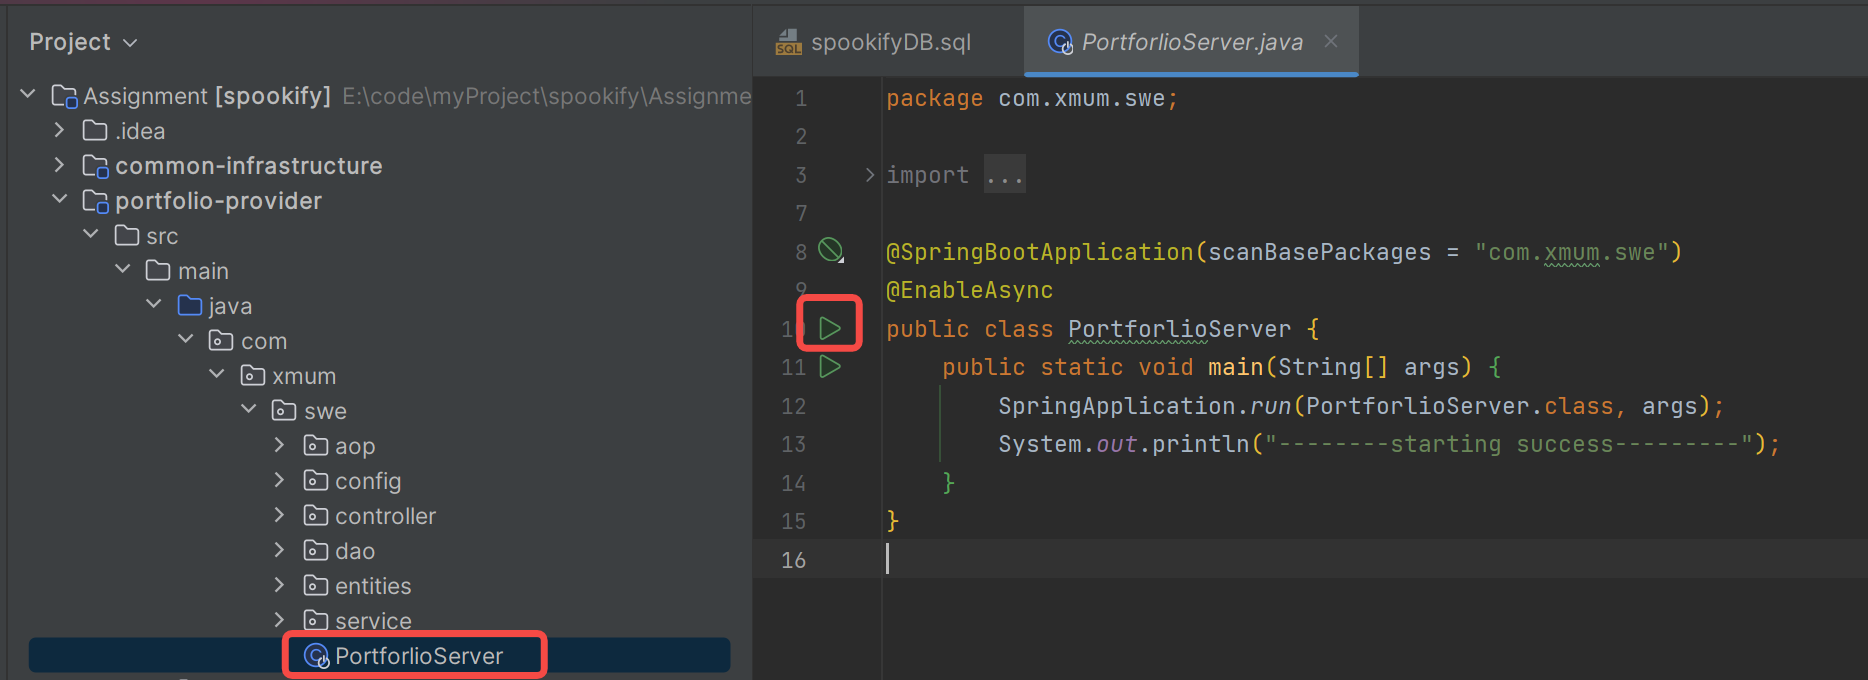 Project
Assignment [spookify] E:\code\myProject\spookify\Assignme
.idea
common-infrastructure
portfolio-provider
src
main
java
com
xmum
swe
aop
config
controller
dao
entities
service
PortforlioServer
SQL spookifyDB.sql
C PortforlioServer.java
1 package com.xmum.swe;
2
3 import ...
7
8 @SpringBootApplication(scanBasePackages = "com.xmum.swe")
9 @EnableAsync
10 public class PortforlioServer {
11 public static void main(String[] args) {
12 SpringApplication.run(PortforlioServer.class, args);
13 System.out.println("--------starting success---------");
14 }
15 }
16